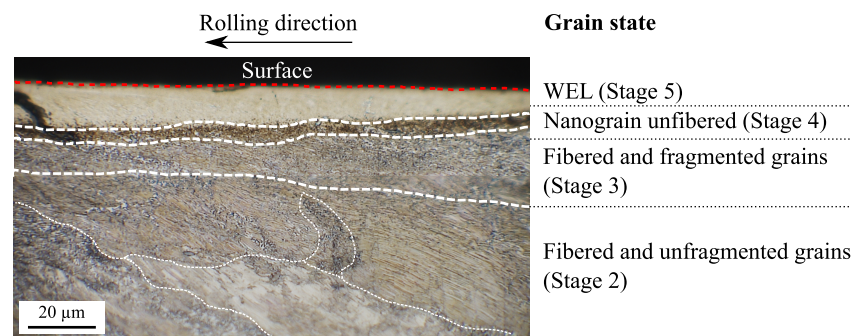 Rolling direction
Grain state
Surface
WEL (Stage 5)
Nanograin unfibered (Stage 4)
Fibered and fragmented grains
(Stage 3)
Fibered and unfragmented grains
(Stage 2)
20 µm